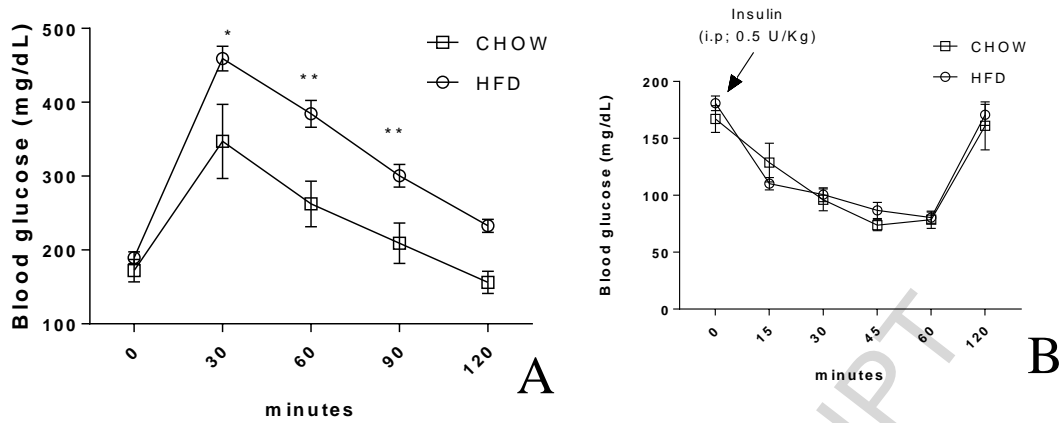 500
400
300
200
100
Blood glucose (mg/dL)
*
**
**
CHOW
HFD
0
30
60
90
120
minutes
A
Insulin
(i.p; 0.5 U/Kg)
CHOW
HFD
200
150
100
50
0
Blood glucose (mg/dL)
0
15
30
45
60
120
minutes
B